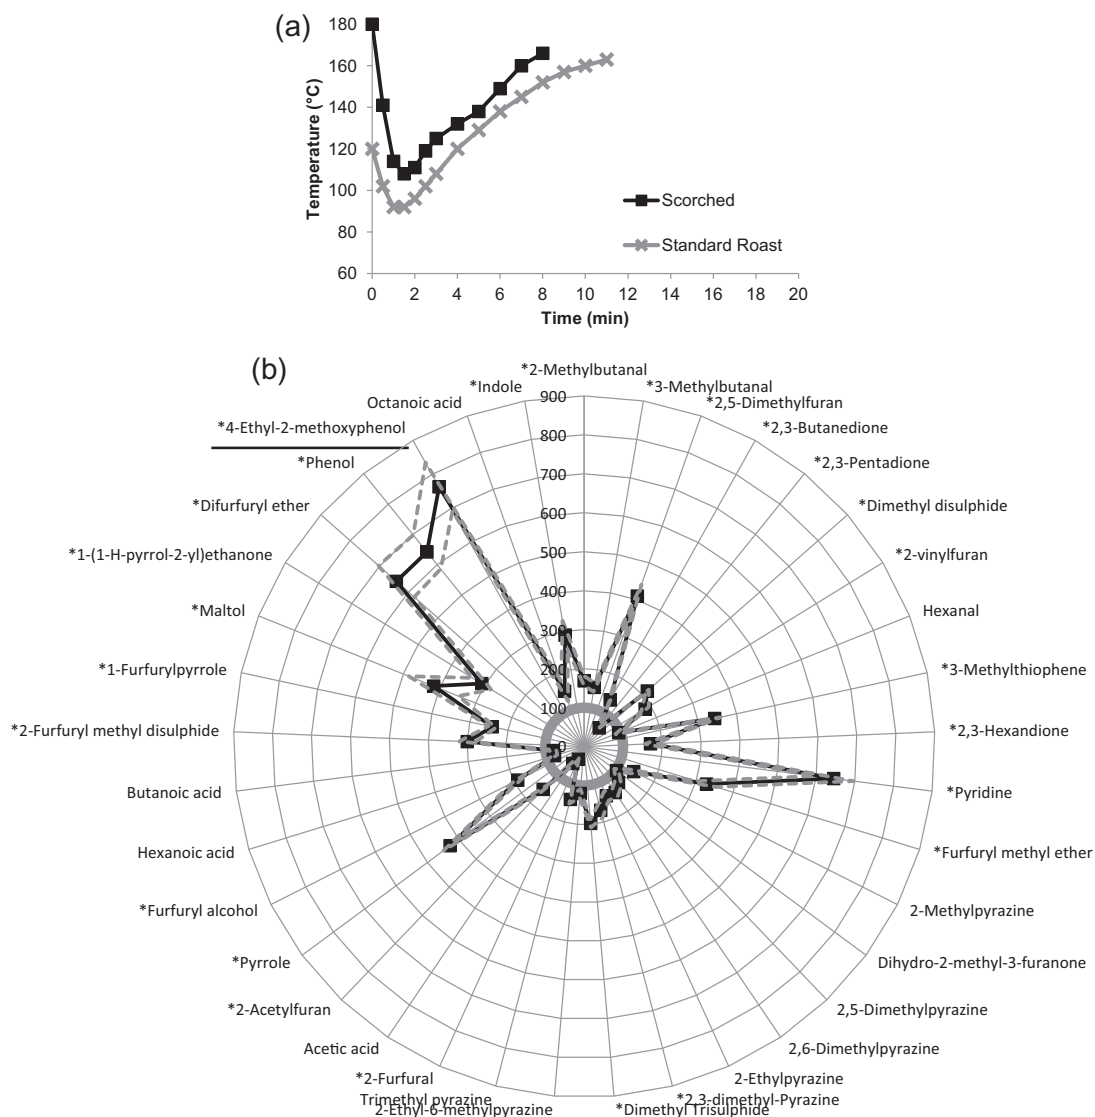 (a)
180
160
140
120
100
80
60
Temperature (°C)
Scorched
Standard Roast
0 2 4 6 8 10 12 14 16 18 20
Time (min)
(b)
*2-Methylbutanal
*3-Methylbutanal
*2,5-Dimethylfuran
*2,3-Butanedione
*2,3-Pentadione
*Dimethyl disulphide
*2-vinylfuran
Hexanal
*3-Methylthiophene
*2,3-Hexandione
*Pyridine
*Furfuryl methyl ether
2-Methylpyrazine
Dihydro-2-methyl-3-furanone
2,5-Dimethylpyrazine
2,6-Dimethylpyrazine
2-Ethylpyrazine
*2,3-dimethyl-Pyrazine
*Dimethyl Trisulphide
2-Ethyl-6-methylpyrazine
Trimethyl pyrazine
*2-Furfural
Acetic acid
*2-Acetylfuran
*Pyrrole
*Furfuryl alcohol
Hexanoic acid
Butanoic acid
*2-Furfuryl methyl disulphide
*1-Furfurylpyrrole
*Maltol
*1-(1-H-pyrrol-2-yl)ethanone
*Difurfuryl ether
*Phenol
*4-Ethyl-2-methoxyphenol
Octanoic acid
*Indole
900
800
700
600
500
400
300
200
100
0